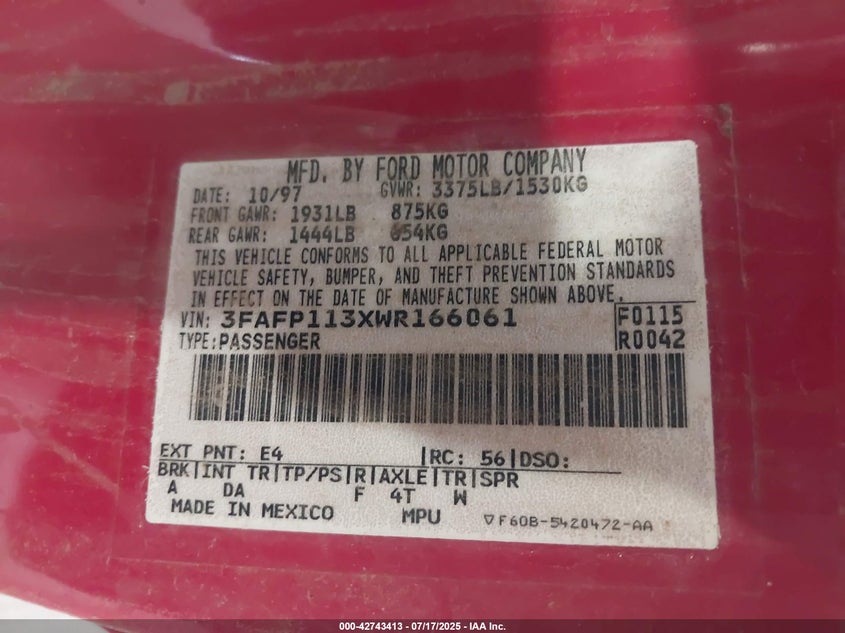 MFD. BY FORD MOTOR COMPANY
DATE: 10/97 GVWR: 3375LB/1530KG
FRONT GAWR: 1931LB 875KG
REAR GAWR: 1444LB 654KG
THIS VEHICLE CONFORMS TO ALL APPLICABLE FEDERAL MOTOR
VEHICLE SAFETY, BUMPER, AND THEFT PREVENTION STANDARDS
IN EFFECT ON THE DATE OF MANUFACTURE SHOWN ABOVE.
VIN: 3FAFP113XWR166061 F0115
TYPE: PASSENGER R0042
EXT PNT: E4 |RC: 56|DSO:
BRK|INT TR|TP/PS|R|AXLE|TR|SPR
A DA F 4T W
MADE IN MEXICO MPU ▽F60B-5420472-AA
000-42743413 - 07/17/2025 - IAA Inc.